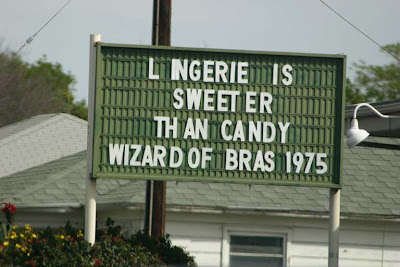 LINGERIE IS
SWEETER
THAN CANDY
WIZARD OF BRAS 1975